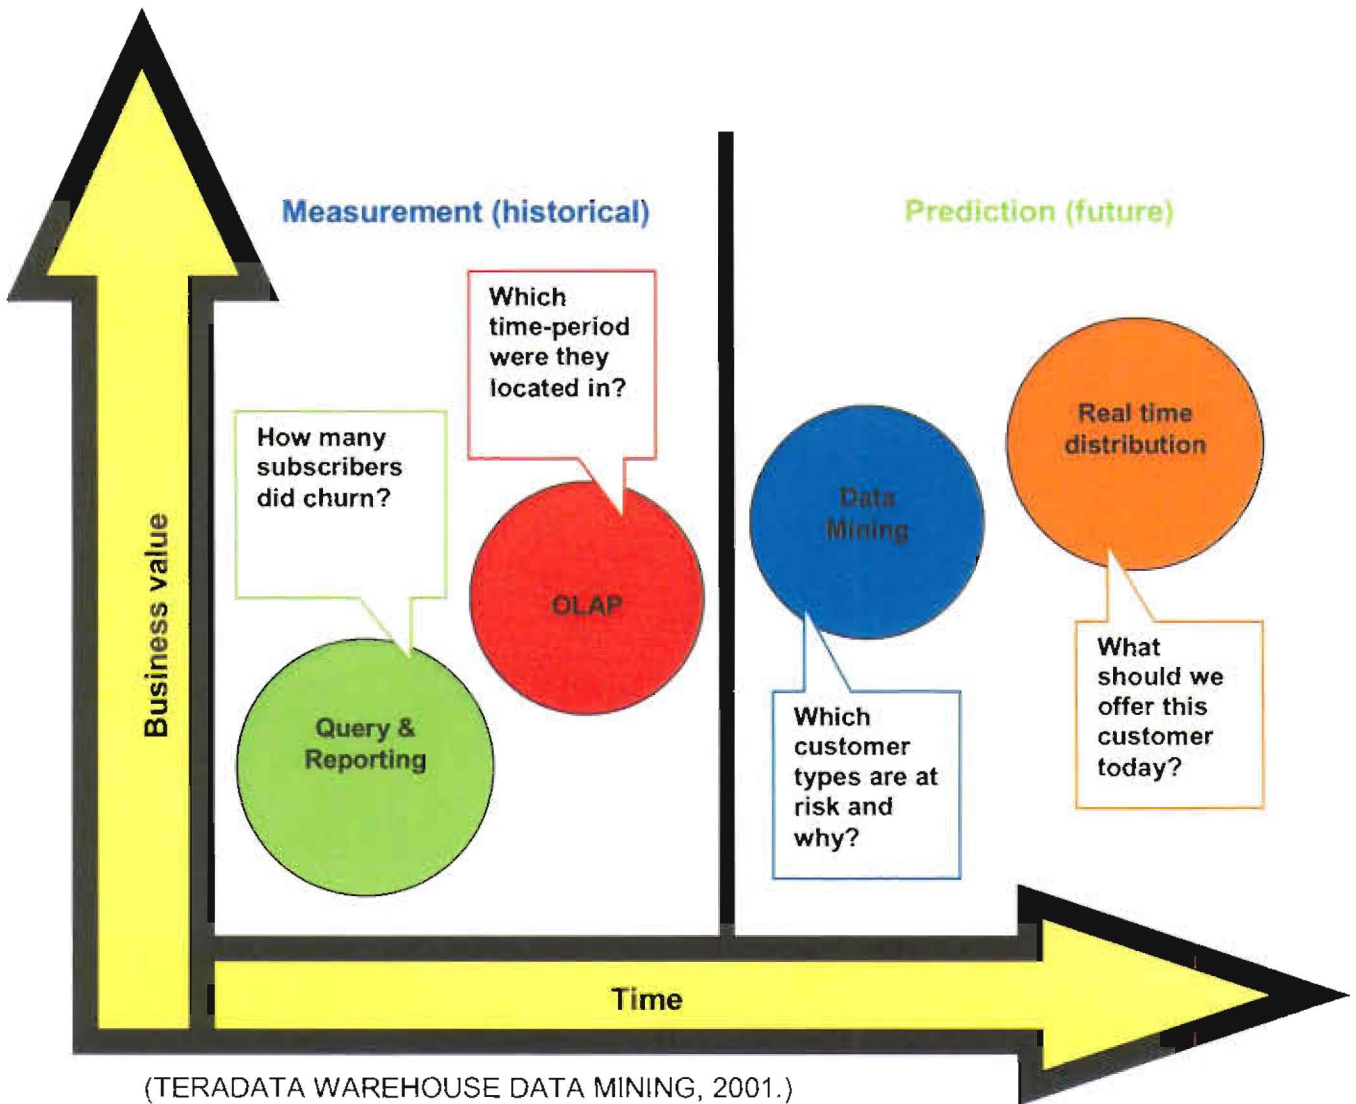 Measurement (historical)
Prediction (future)
Which
time-period
were they
located in?
How many
subscribers
did churn?
Real time
distribution
Data
Mining
OLAP
Query &
Reporting
What
should we
offer this
customer
today?
Which
customer
types are at
risk and
why?
Business value
Time
(TERADATA WAREHOUSE DATA MINING, 2001.)